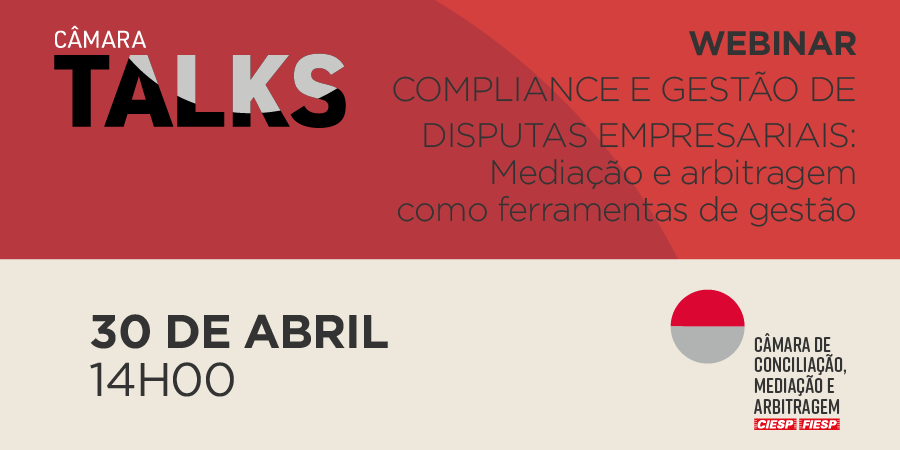 CÂMARA
TALKS
WEBINAR
COMPLIANCE E GESTÃO DE
DISPUTAS EMPRESARIAIS:
Mediação e arbitragem
como ferramentas de gestão
30 DE ABRIL
14H00
CÂMARA DE
CONCILIAÇÃO,
MEDIAÇÃO E
ARBITRAGEM
CIESP FIESP